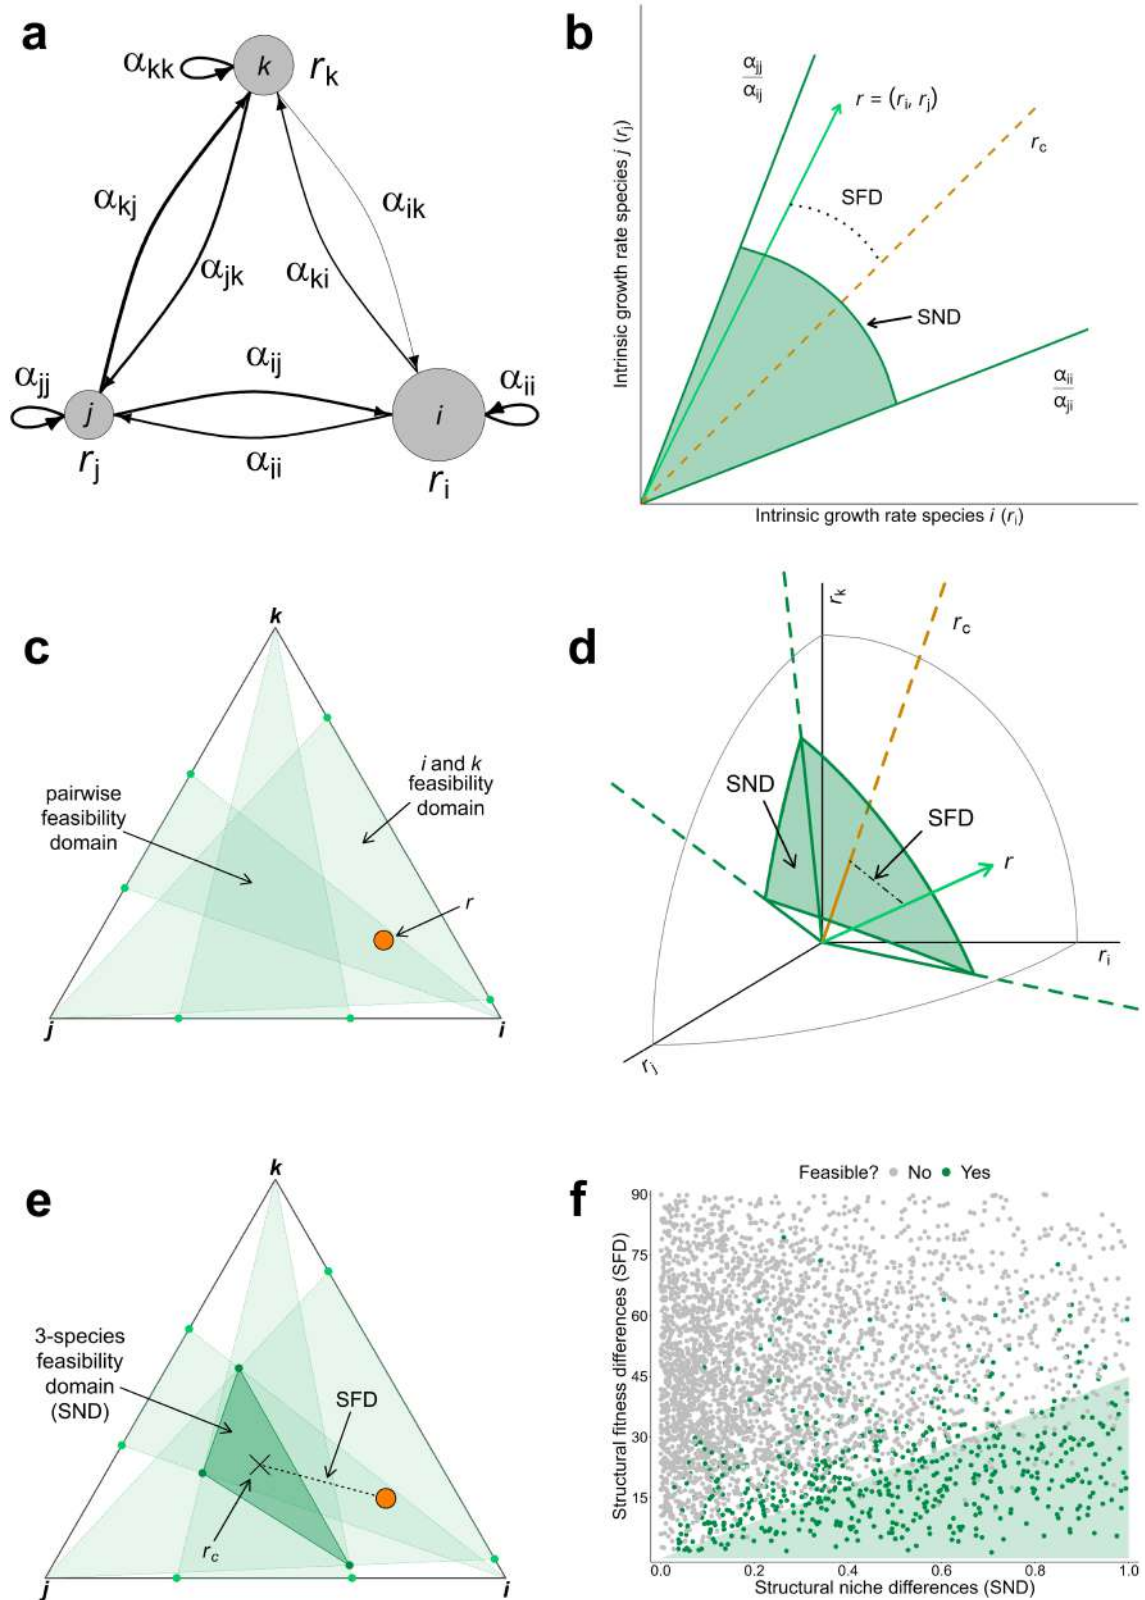 a
α_kk
k
r_k
α_kj
α_ik
α_jk
α_ki
α_ij
α_jj
α_ii
j
i
α_ii
r_j
r_i
b
α_jj
α_ij
r = (r_i, r_j)
r_c
SFD
SND
α_ii
α_ji
Intrinsic growth rate species j (r_j)
Intrinsic growth rate species i (r_i)
c
k
i and k
feasibility
domain
pairwise
feasibility
domain
r
j
i
d
r_k
r_c
SND
SFD
r
r_i
r_j
e
k
3-species
feasibility
domain
(SND)
SFD
r_c
j
i
f
Feasible? No Yes
Structural fitness differences (SFD)
90
75
60
45
30
15
0.0 0.2 0.4 0.6 0.8 1.0
Structural niche differences (SND)